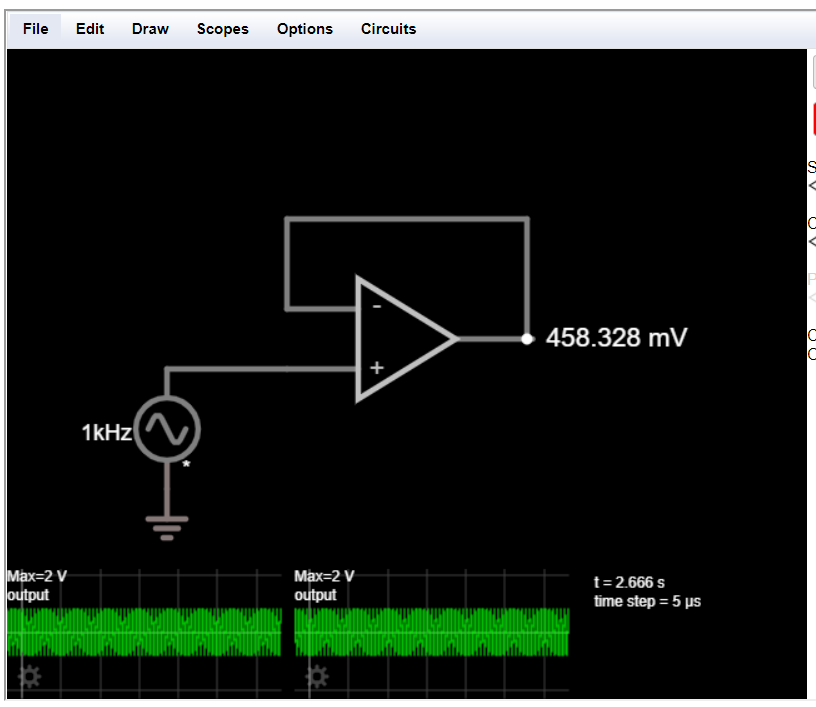 File Edit Draw Scopes Options Circuits
-
458.328 mV
+
1kHz
*
Max=2 V
output
Max=2 V
output
t = 2.666 s
time step = 5 µs